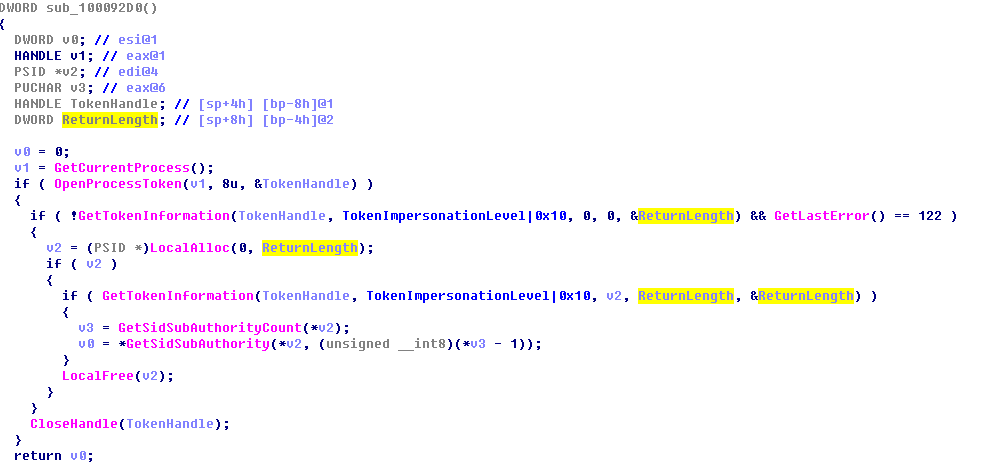 DWORD sub_100092D0()
{
DWORD v0; // esi@1
HANDLE v1; // eax@1
PSID *v2; // edi@4
PUCHAR v3; // eax@6
HANDLE TokenHandle; // [sp+4h] [bp-8h]@1
DWORD ReturnLength; // [sp+8h] [bp-4h]@2
v0 = 0;
v1 = GetCurrentProcess();
if ( OpenProcessToken(v1, 8u, &TokenHandle) )
{
if ( !GetTokenInformation(TokenHandle, TokenImpersonationLevel|0x10, 0, 0, &ReturnLength) && GetLastError() == 122 )
{
v2 = (PSID *)LocalAlloc(0, ReturnLength);
if ( v2 )
{
if ( GetTokenInformation(TokenHandle, TokenImpersonationLevel|0x10, v2, ReturnLength, &ReturnLength) )
{
v3 = GetSidSubAuthorityCount(*v2);
v0 = *GetSidSubAuthority(*v2, (unsigned __int8)(*v3 - 1));
}
LocalFree(v2);
}
}
CloseHandle(TokenHandle);
}
return v0;